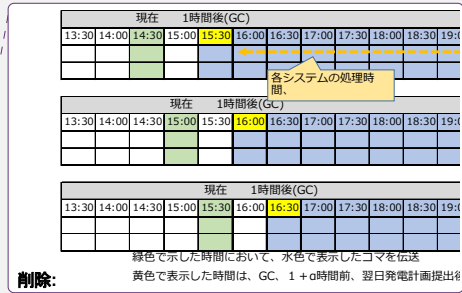 現在 1時間後(GC)
13:30 14:00 14:30 15:00 15:30 16:00 16:30 17:00 17:30 18:00 18:30 19:0
各システムの処理時間、
現在 1時間後(GC)
13:30 14:00 14:30 15:00 15:30 16:00 16:30 17:00 17:30 18:00 18:30 19:0
現在 1時間後(GC)
13:30 14:00 14:30 15:00 15:30 16:00 16:30 17:00 17:30 18:00 18:30 19:0
緑色で示した時間において、水色で表示したコマを伝送
削除: 黄色で表示した時間は、GC、1+α時間前、翌日発電計画提出後